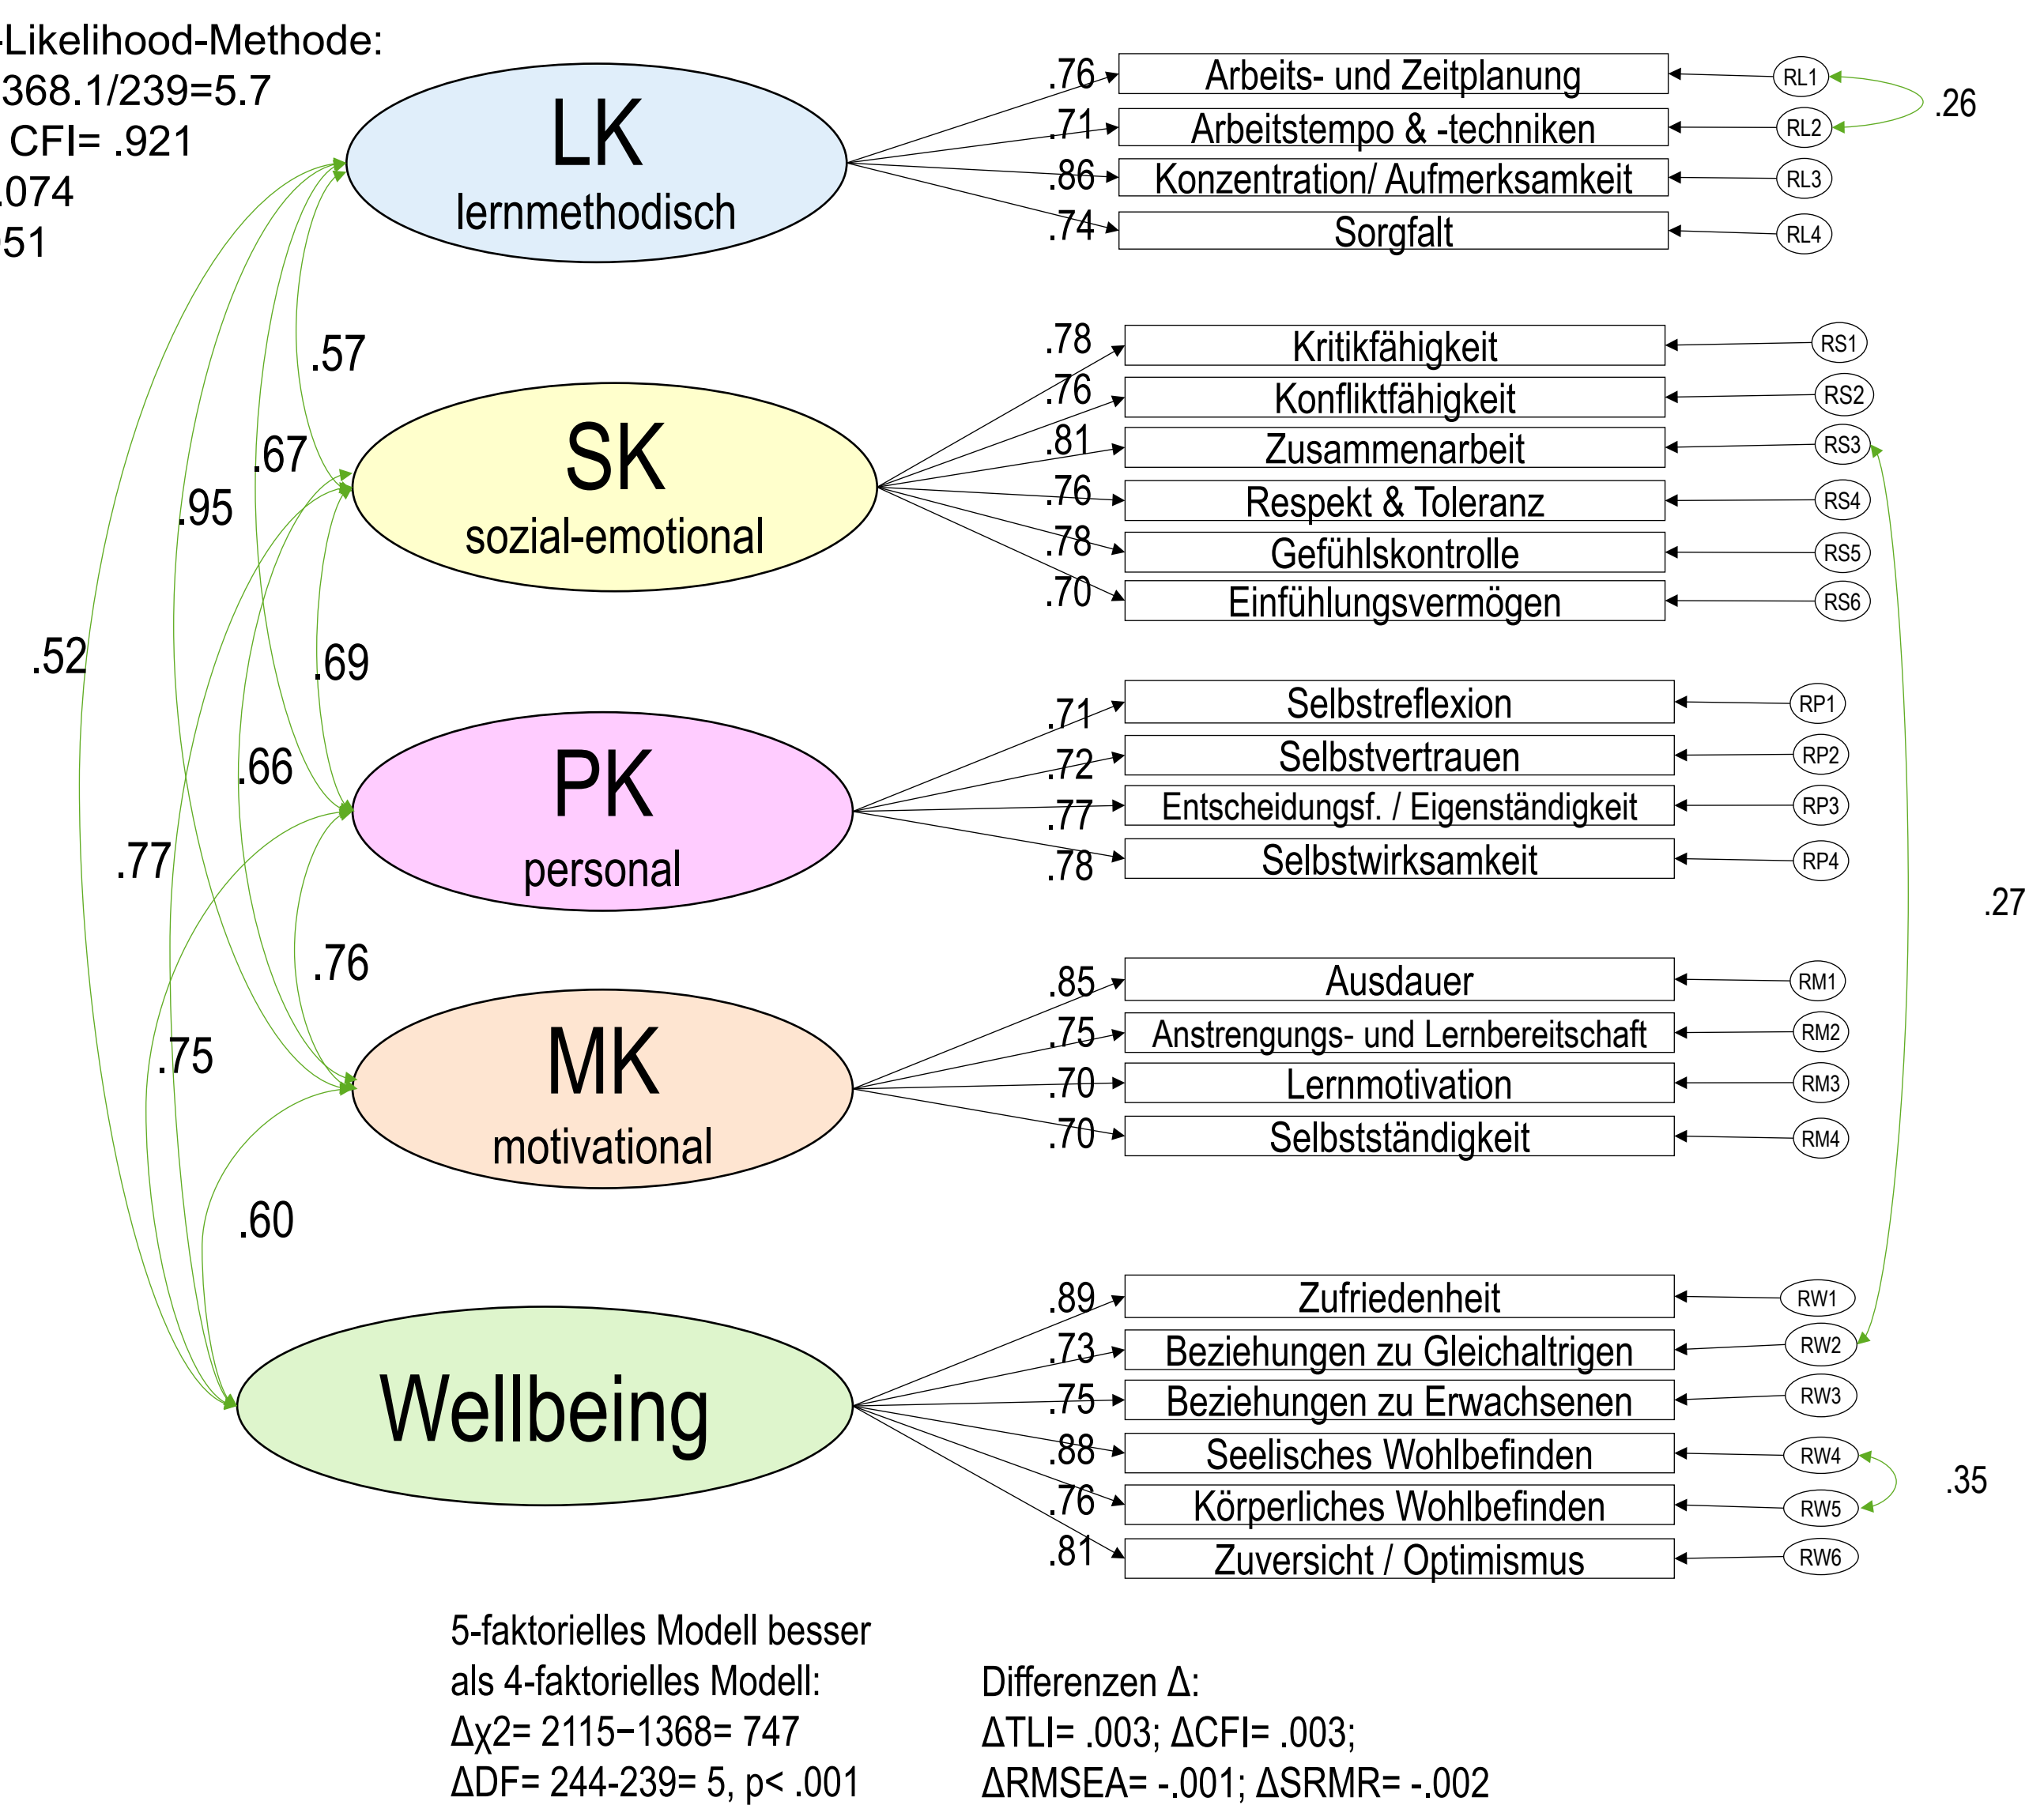 -Likelihood-Methode:
368.1/239=5.7
CFI= .921
.074
951
LK
lernmethodisch
.76
Arbeits- und Zeitplanung
RL1
.71
Arbeitstempo & -techniken
RL2
.26
.86
Konzentration/ Aufmerksamkeit
RL3
.74
Sorgfalt
RL4
.57
.67
.95
.52
SK
sozial-emotional
.78
Kritikfähigkeit
RS1
.76
Konfliktfähigkeit
RS2
.81
Zusammenarbeit
RS3
.76
Respekt & Toleranz
RS4
.78
Gefühlskontrolle
RS5
.70
Einfühlungsvermögen
RS6
.69
.66
.77
PK
personal
.71
Selbstreflexion
RP1
.72
Selbstvertrauen
RP2
.77
Entscheidungsf. / Eigenständigkeit
RP3
.78
Selbstwirksamkeit
RP4
.27
.76
.75
MK
motivational
.85
Ausdauer
RM1
.75
Anstrengungs- und Lernbereitschaft
RM2
.70
Lernmotivation
RM3
.70
Selbstständigkeit
RM4
.60
Wellbeing
.89
Zufriedenheit
RW1
.73
Beziehungen zu Gleichaltrigen
RW2
.75
Beziehungen zu Erwachsenen
RW3
.88
Seelisches Wohlbefinden
RW4
.76
Körperliches Wohlbefinden
RW5
.35
.81
Zuversicht / Optimismus
RW6
5-faktorielles Modell besser
als 4-faktorielles Modell:
Δχ2= 2115−1368= 747
ΔDF= 244-239= 5, p< .001
Differenzen Δ:
ΔTLI= .003; ΔCFI= .003;
ΔRMSEA= -.001; ΔSRMR= -.002